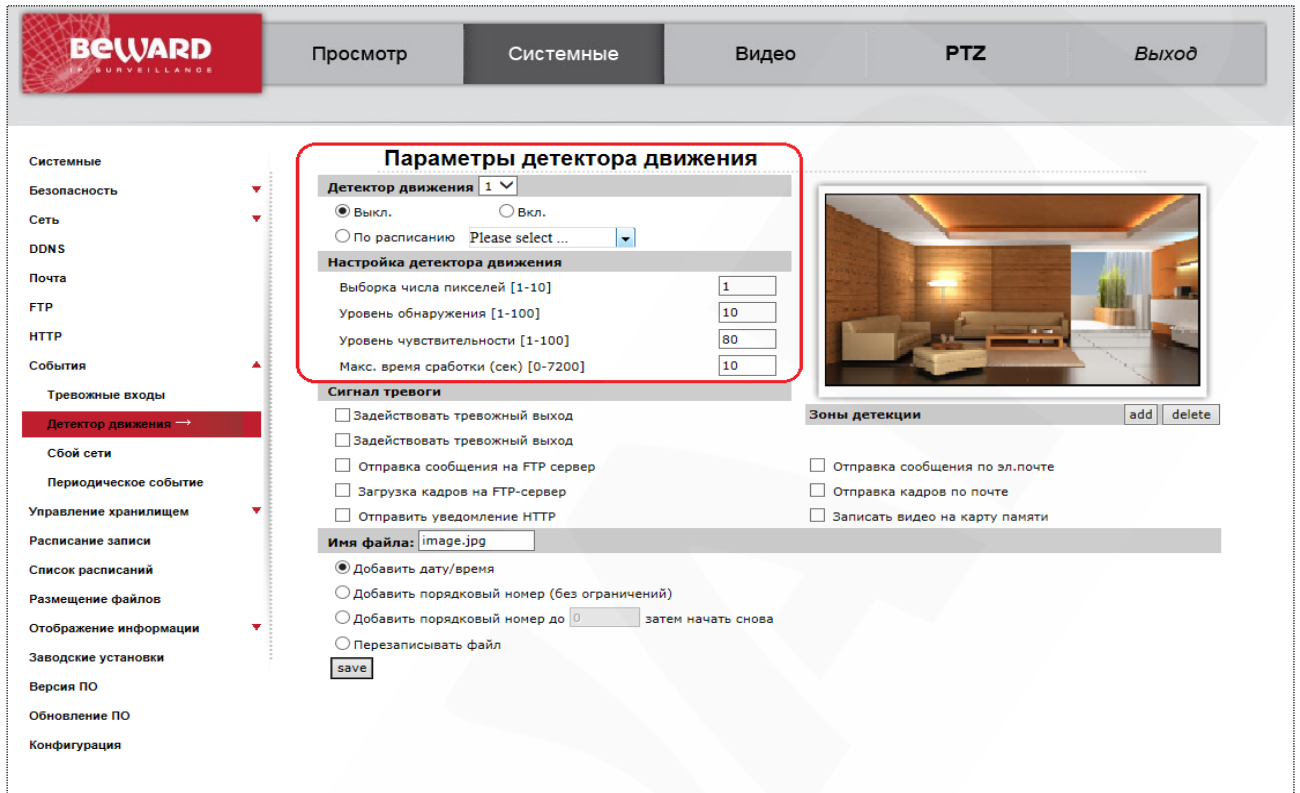 BEWARD
IP SURVEILLANCE
Просмотр
Системные
Видео
PTZ
Выход
Системные
Безопасность
Сеть
DDNS
Почта
FTP
HTTP
События
Тревожные входы
Детектор движения →
Сбой сети
Периодическое событие
Управление хранилищем
Расписание записи
Список расписаний
Размещение файлов
Отображение информации
Заводские установки
Версия ПО
Обновление ПО
Конфигурация
Параметры детектора движения
Детектор движения 1
Выкл. Вкл.
По расписанию Please select ...
Настройка детектора движения
Выборка числа пикселей [1-10] 1
Уровень обнаружения [1-100] 10
Уровень чувствительности [1-100] 80
Макс. время сработки (сек) [0-7200] 10
Сигнал тревоги
Задействовать тревожный выход
Зоны детекции add delete
Задействовать тревожный выход
Отправка сообщения на FTP сервер
Отправка сообщения по эл.почте
Загрузка кадров на FTP-сервер
Отправка кадров по почте
Отправить уведомление HTTP
Записать видео на карту памяти
Имя файла: image.jpg
Добавить дату/время
Добавить порядковый номер (без ограничений)
Добавить порядковый номер до 0 затем начать снова
Перезаписывать файл
save